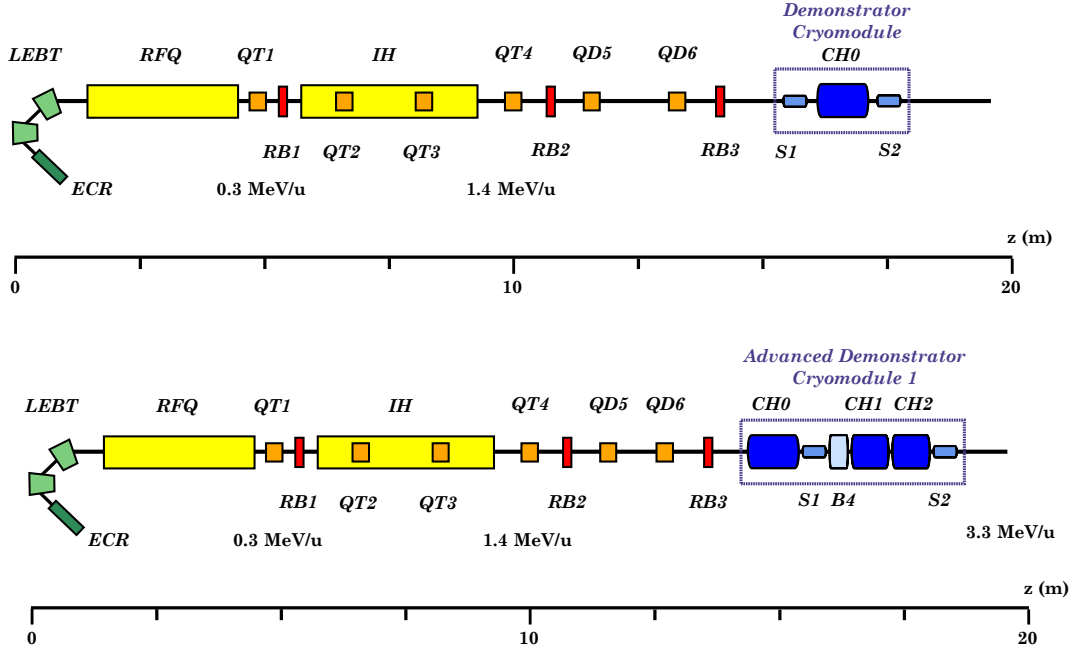 Demonstrator
Cryomodule
LEBT RFQ QT1 IH QT4 QD5 QD6 CH0
RB1 QT2 QT3 RB2 RB3 S1 S2
ECR 0.3 MeV/u 1.4 MeV/u
z (m)
0 10 20
Advanced Demonstrator
Cryomodule 1
LEBT RFQ QT1 IH QT4 QD5 QD6 CH0 CH1 CH2
RB1 QT2 QT3 RB2 RB3 S1 B4 S2
ECR 0.3 MeV/u 1.4 MeV/u 3.3 MeV/u
z (m)
0 10 20